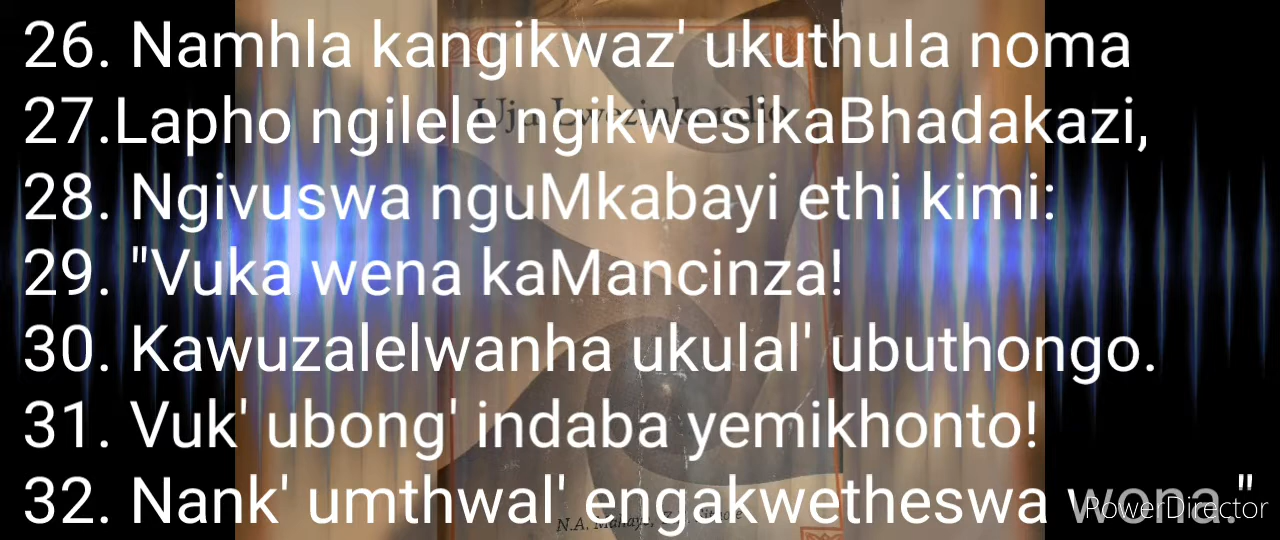 26. Namhla kangikwaz' ukuthula noma
27.Lapho ngilele ngikwesikaBhadakazi,
28. Ngivuswa nguMkabayi ethi kimi:
29. "Vuka wena kaMancinza!
30. Kawuzalelwanha ukulal' ubuthongo.
31. Vuk' ubong' indaba yemikhonto!
32. Nank' umthwal' engakwetheswa wona."
PowerDirector